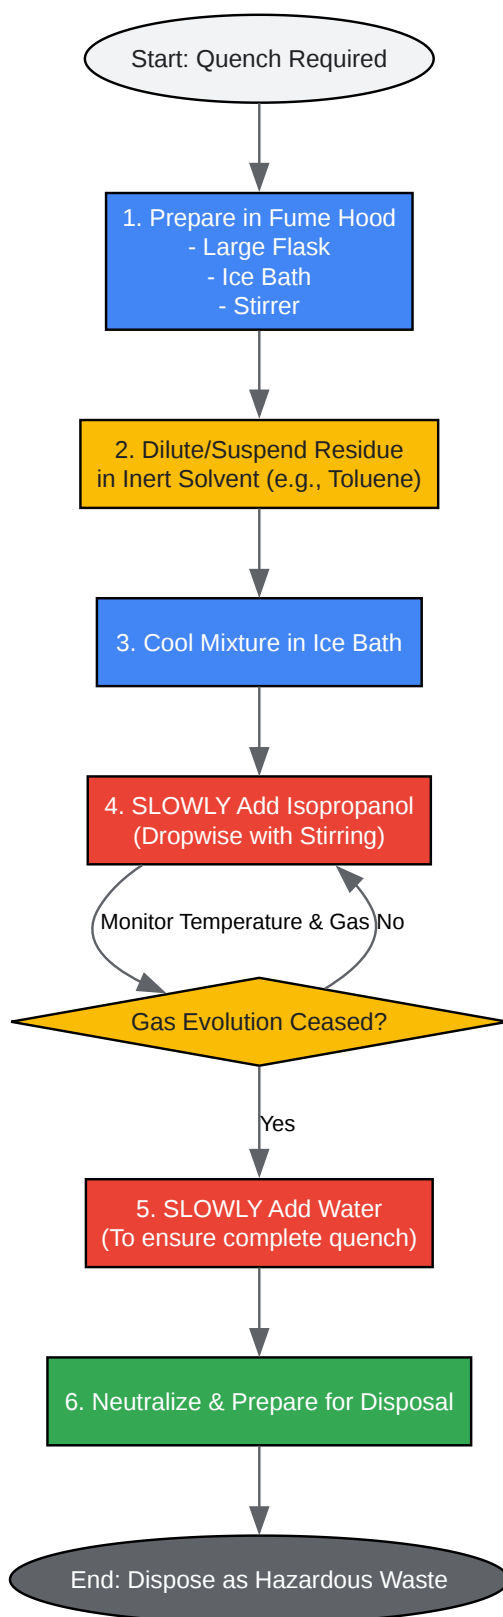 Start: Quench Required
1. Prepare in Fume Hood
- Large Flask
- Ice Bath
- Stirrer
2. Dilute/Suspend Residue
in Inert Solvent (e.g., Toluene)
3. Cool Mixture in Ice Bath
4. SLOWLY Add Isopropanol
(Dropwise with Stirring)
Monitor Temperature & Gas
No
Gas Evolution Ceased?
Yes
5. SLOWLY Add Water
(To ensure complete quench)
6. Neutralize & Prepare for Disposal
End: Dispose as Hazardous Waste